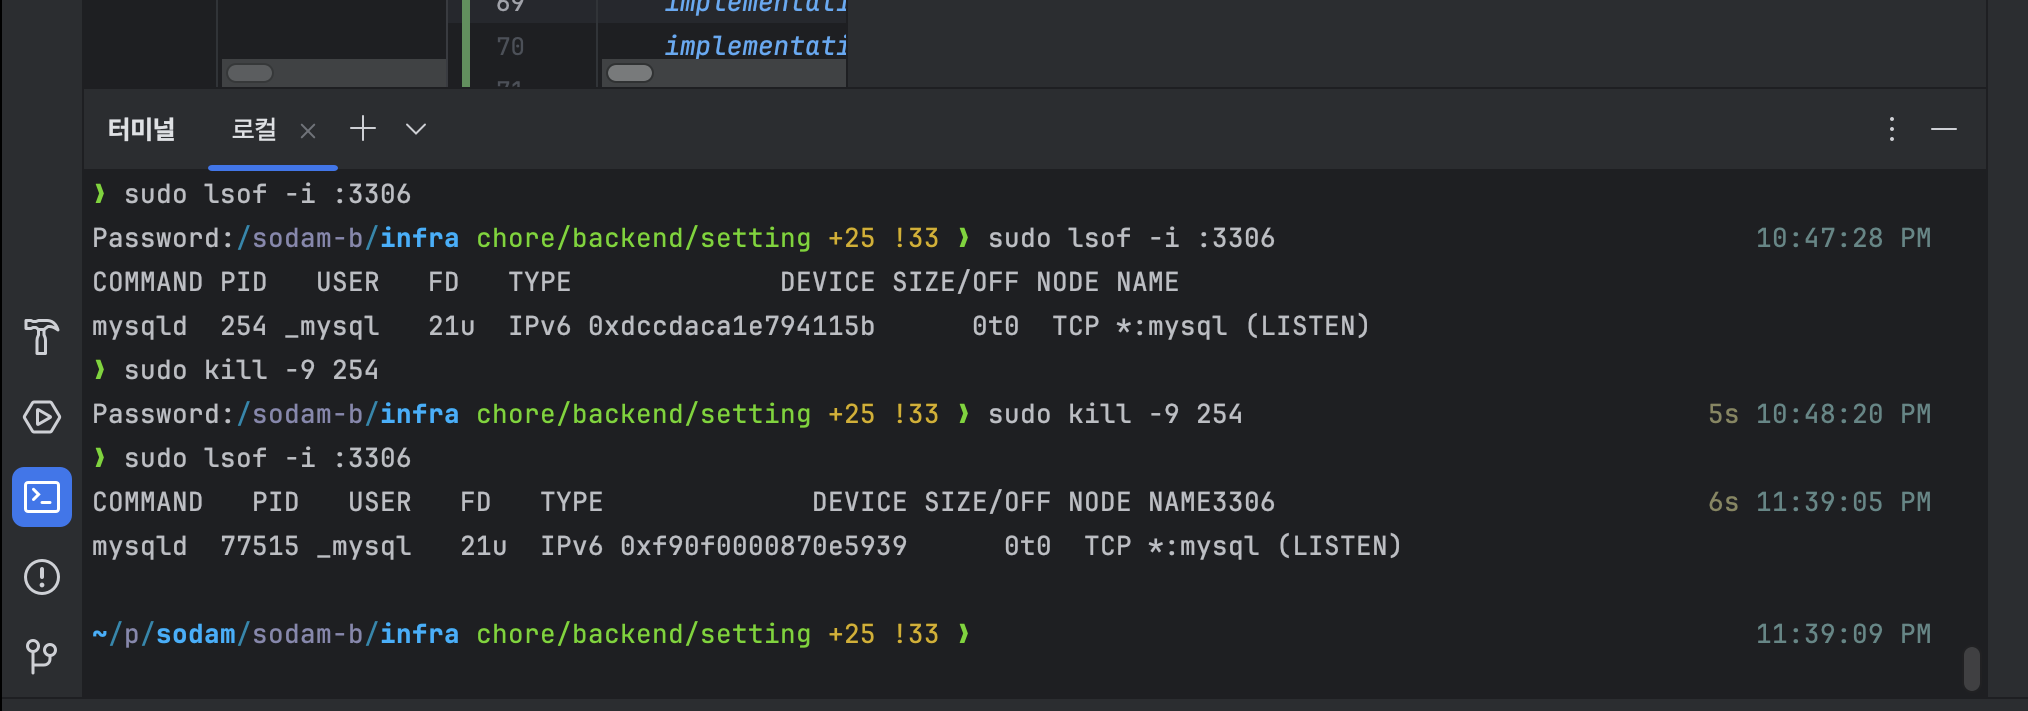 69 implementati
70 implementati
71
터미널 로컬
❱ sudo lsof -i :3306
Password:/sodam-b/infra chore/backend/setting +25 !33 ❱ sudo lsof -i :3306 10:47:28 PM
COMMAND PID USER FD TYPE DEVICE SIZE/OFF NODE NAME
mysqld 254 _mysql 21u IPv6 0xdccdaca1e794115b 0t0 TCP *:mysql (LISTEN)
❱ sudo kill -9 254
Password:/sodam-b/infra chore/backend/setting +25 !33 ❱ sudo kill -9 254 5s 10:48:20 PM
❱ sudo lsof -i :3306
COMMAND PID USER FD TYPE DEVICE SIZE/OFF NODE NAME3306 6s 11:39:05 PM
mysqld 77515 _mysql 21u IPv6 0xf90f0000870e5939 0t0 TCP *:mysql (LISTEN)
~/p/sodam/sodam-b/infra chore/backend/setting +25 !33 ❱ 11:39:09 PM